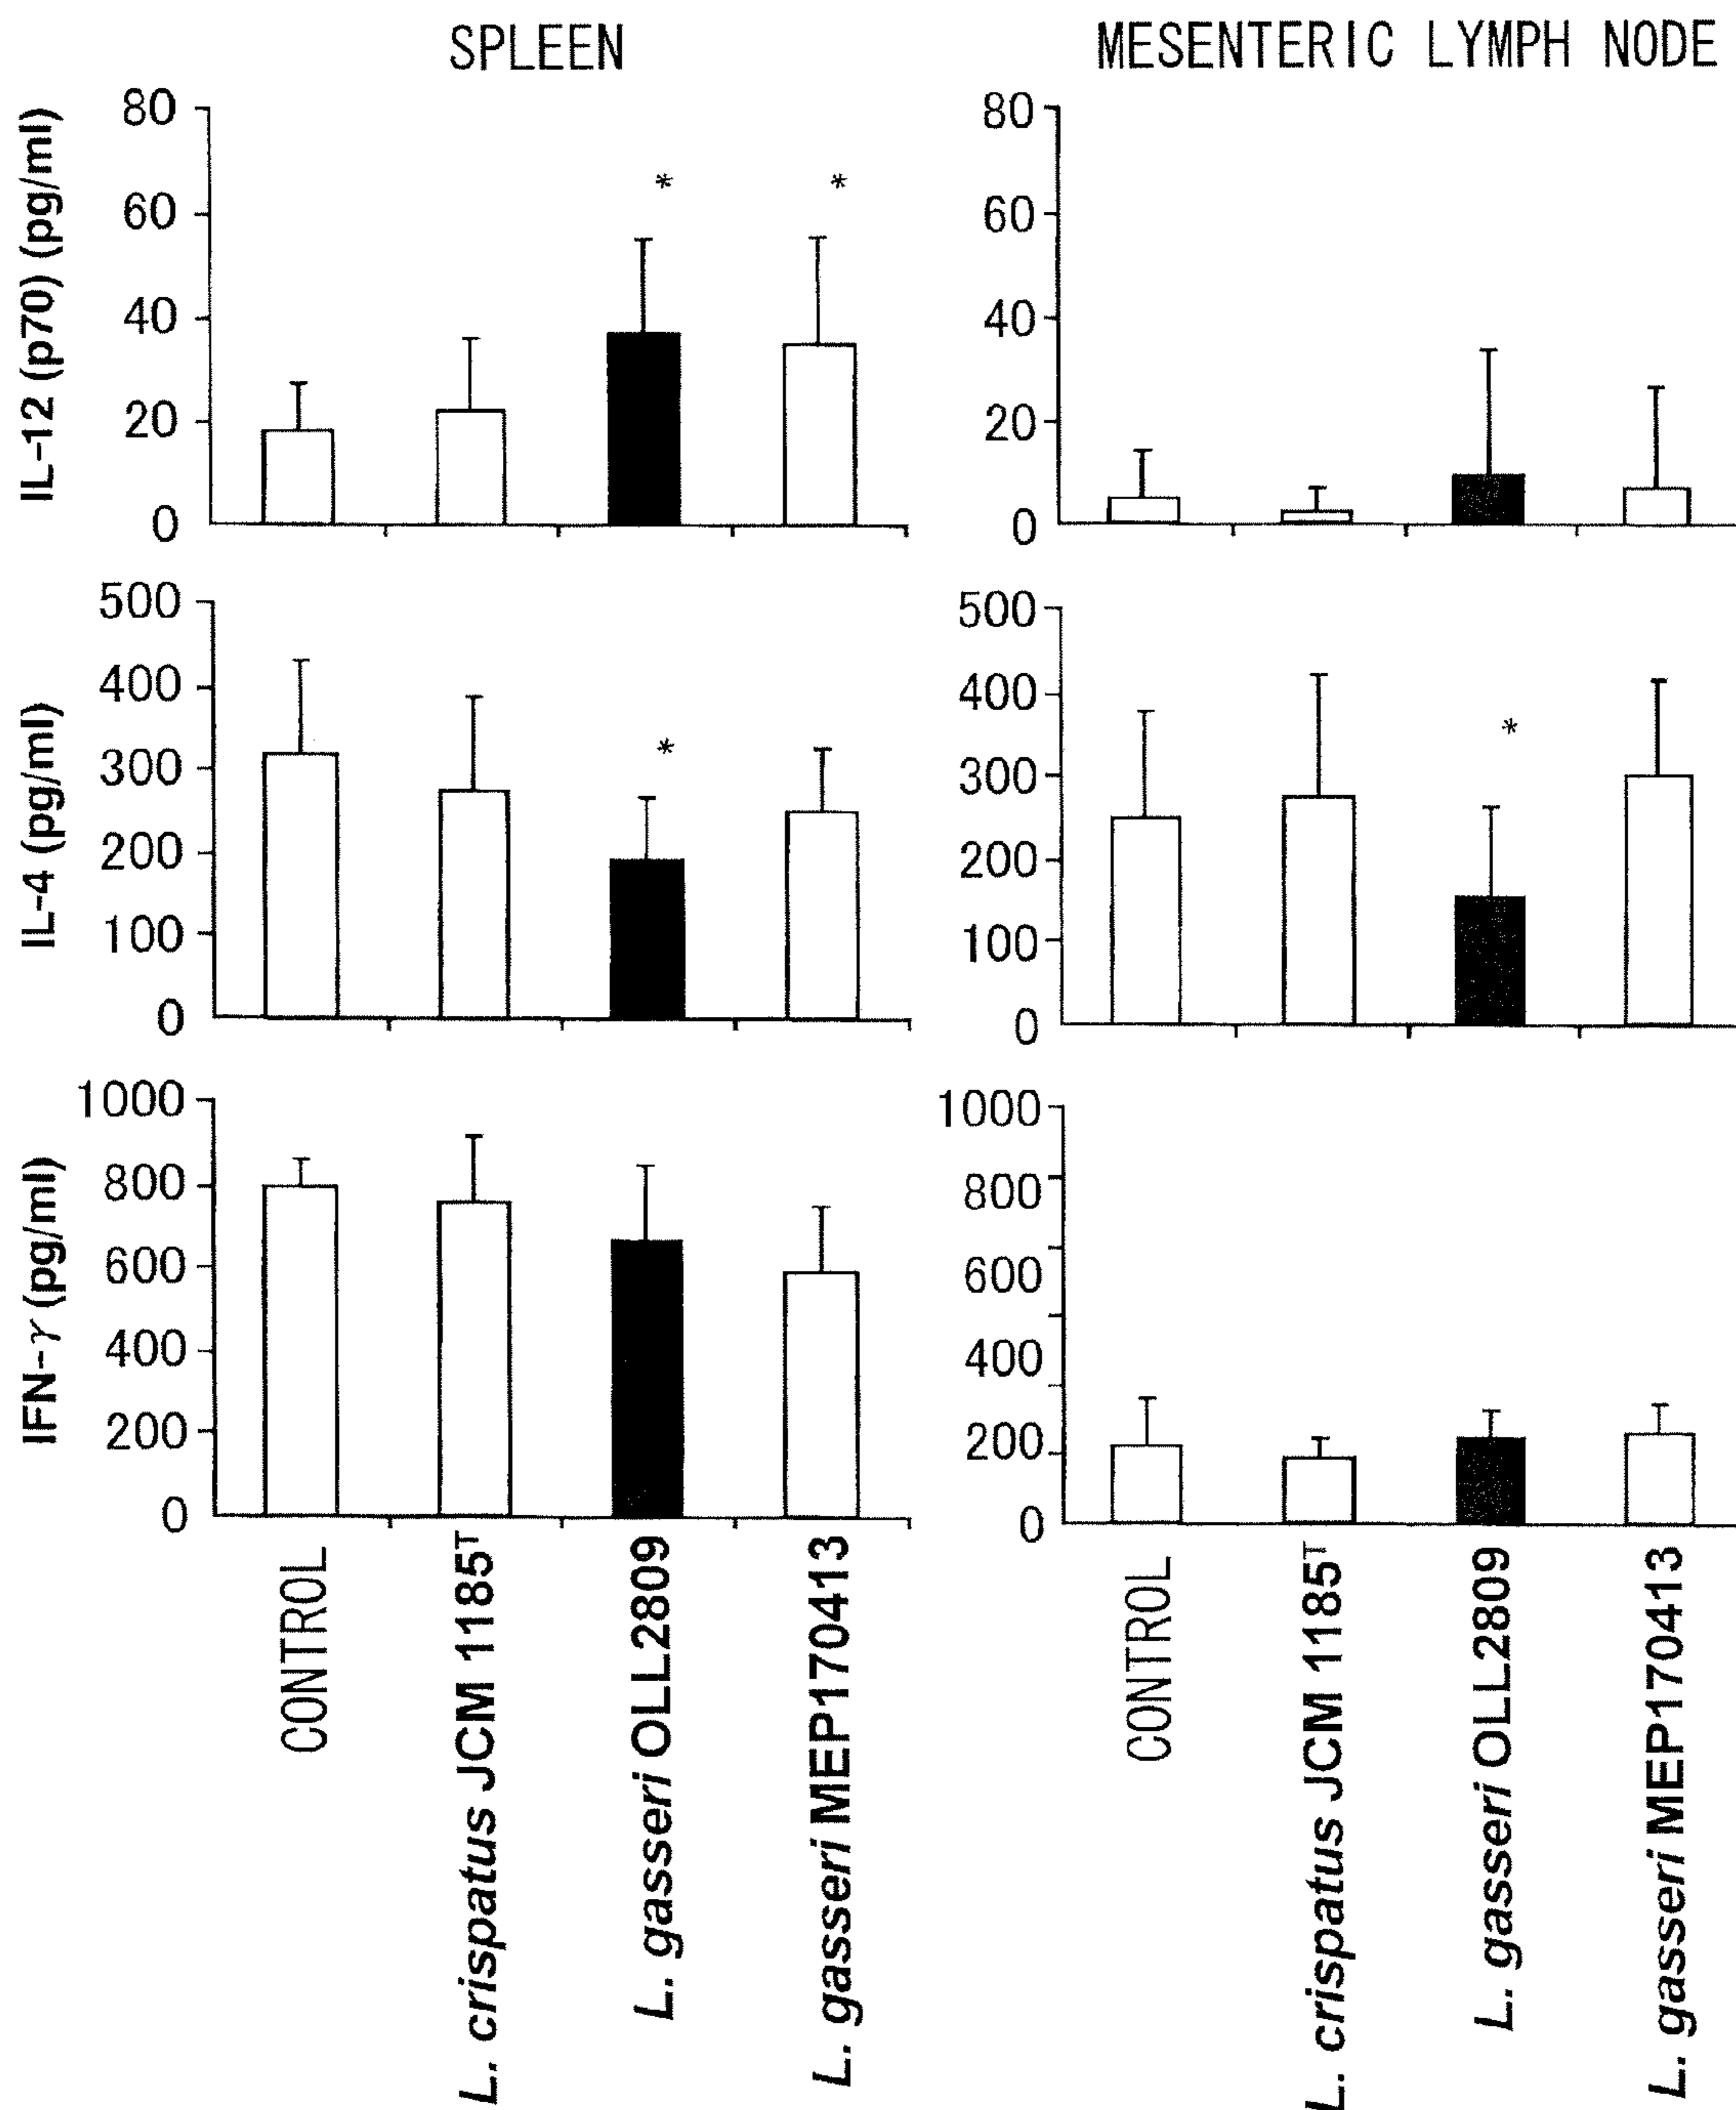 SPLEEN
MESENTERIC LYMPH NODE
IL-12 (p70) (pg/ml)
80
60
40
20
0
80
60
40
20
0
*
*
IL-4 (pg/ml)
500
400
300
200
100
0
500
400
300
200
100
0
*
*
IFN-γ (pg/ml)
1000
800
600
400
200
0
1000
800
600
400
200
0
CONTROL
L. crispatus JCM 1185ᵀ
L. gasseri OLL2809
L. gasseri MEP170413
CONTROL
L. crispatus JCM 1185ᵀ
L. gasseri OLL2809
L. gasseri MEP170413